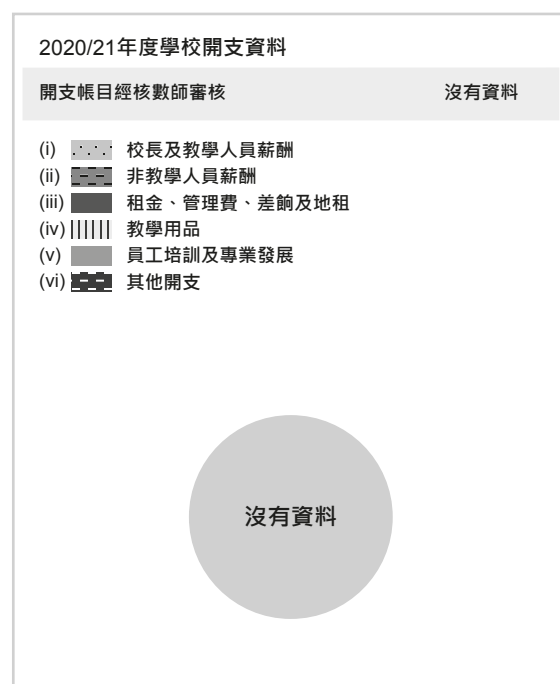 2020/21年度學校開支資料
開支帳目經核數師審核 沒有資料
(i) 校長及教學人員薪酬
(ii) 非教學人員薪酬
(iii) 租金、管理費、差餉及地租
(iv) 教學用品
(v) 員工培訓及專業發展
(vi) 其他開支
沒有資料